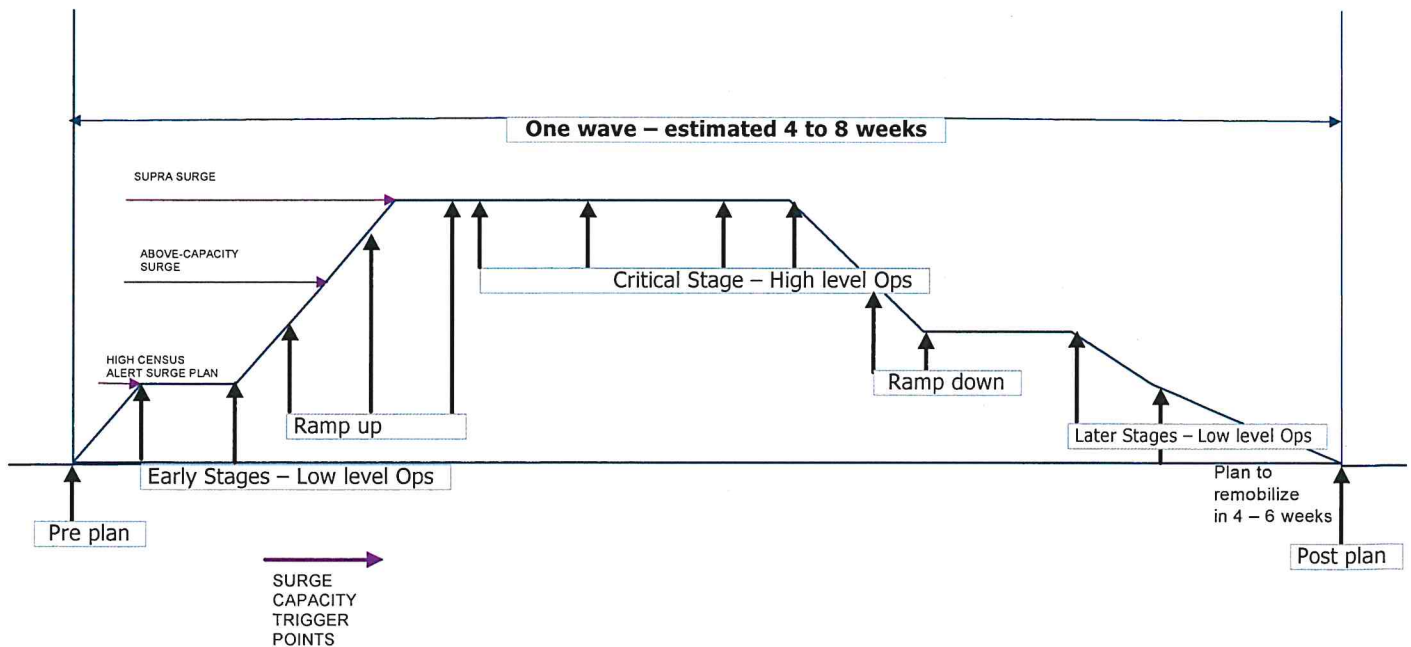 One wave – estimated 4 to 8 weeks
SUPRA SURGE
ABOVE-CAPACITY
SURGE
Critical Stage – High level Ops
HIGH CENSUS
ALERT SURGE PLAN
Ramp down
Ramp up
Later Stages – Low level Ops
Early Stages – Low level Ops
Plan to
remobilize
in 4 – 6 weeks
Pre plan
Post plan
SURGE
CAPACITY
TRIGGER
POINTS